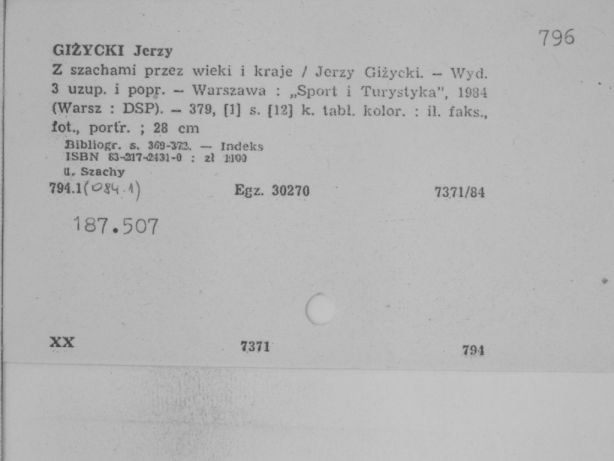 796
GIŻYCKI Jerzy
Z szachami przez wieki i kraje / Jerzy Giżycki. — Wyd.
3 uzup. i popr. — Warszawa : „Sport i Turystyka”, 1984
(Warsz : DSP). — 379, [1] s. [12] k. tabl. kolor. : il. faks.,
fot., portr. ; 28 cm
Bibliogr. s. 369-372. — Indeks
ISBN 83-217-2431-0 : zł 1100
u. Szachy
794.1(084.1) Egz. 30270 7371/84
187.507
XX 7371 794